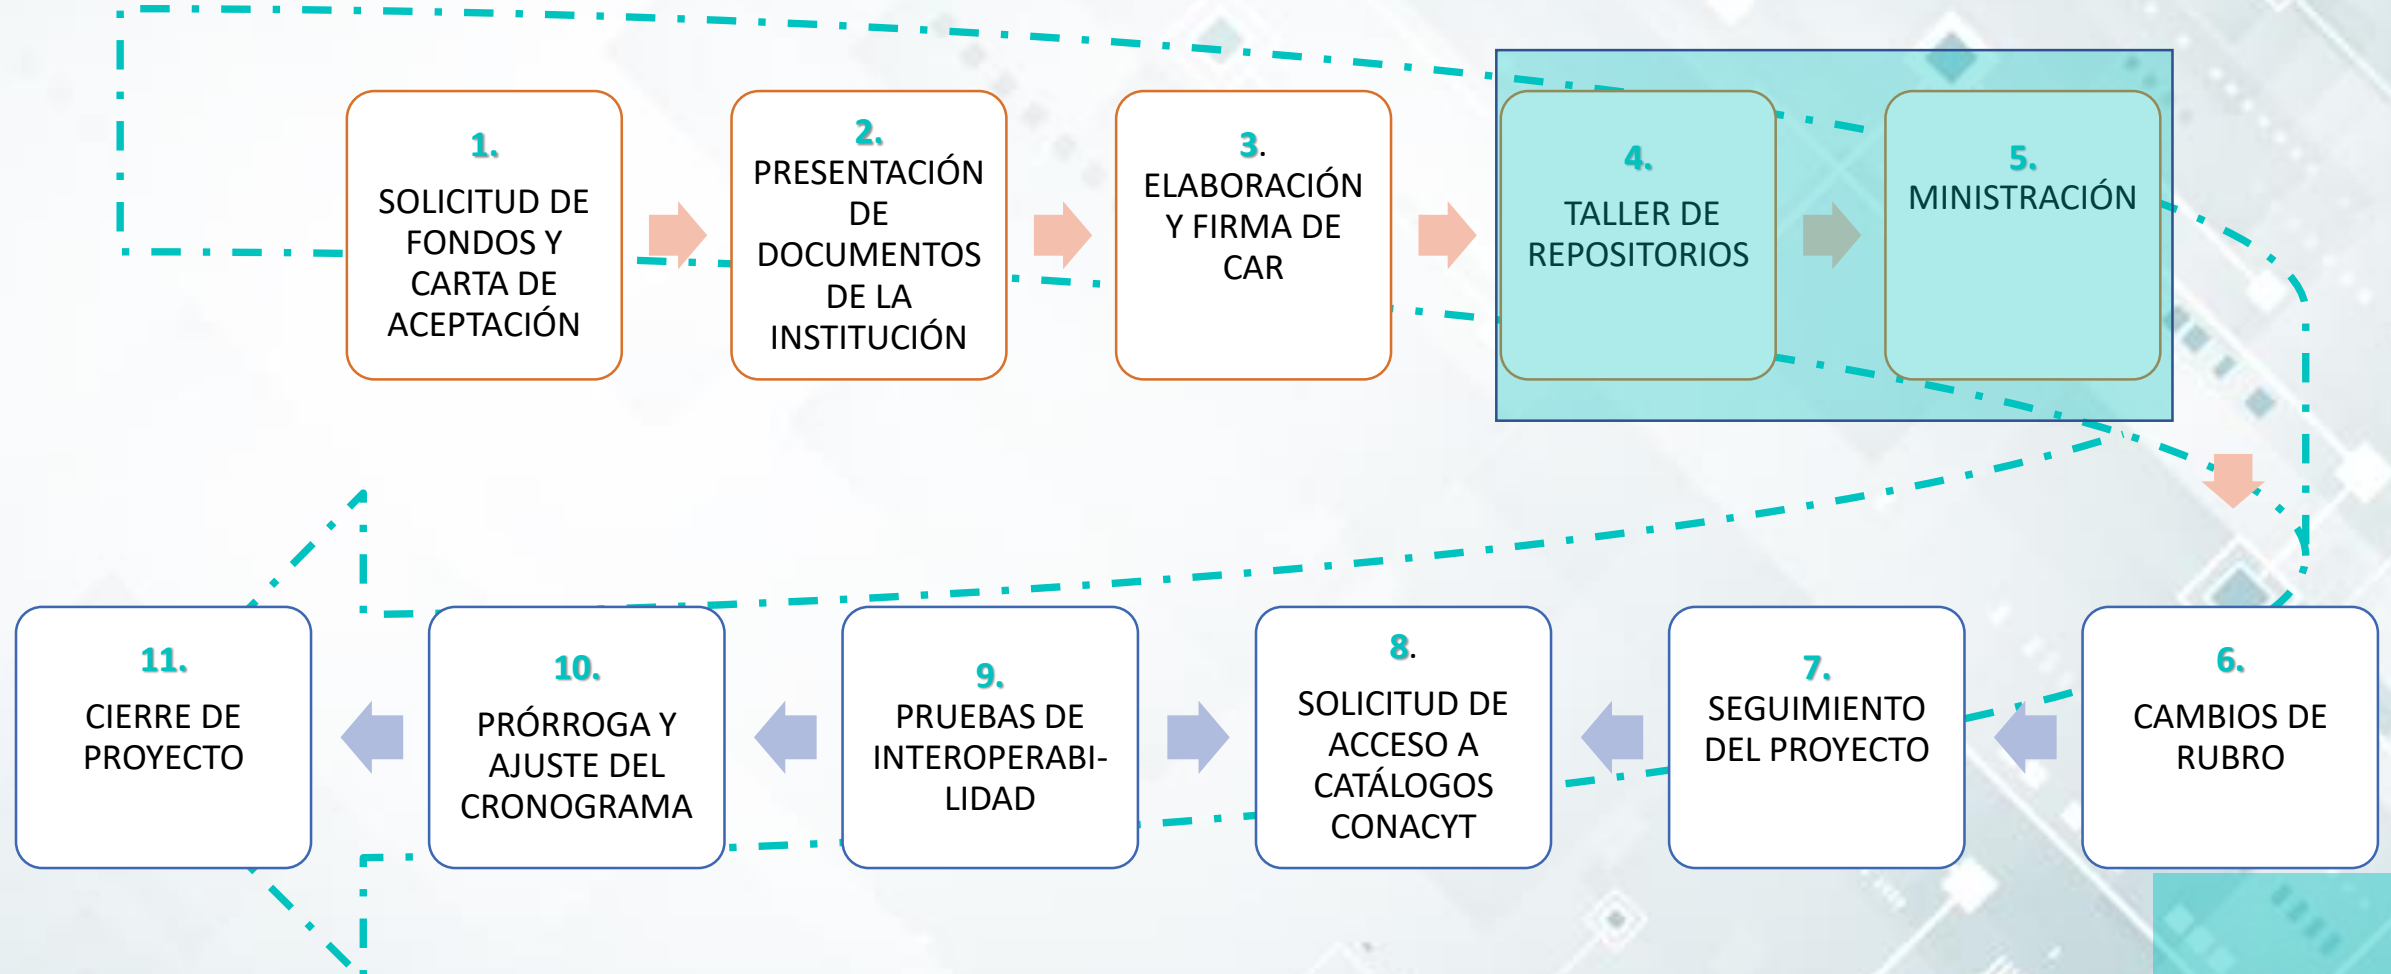 1.
SOLICITUD DE
FONDOS Y
CARTA DE
ACEPTACIÓN
2.
PRESENTACIÓN
DE
DOCUMENTOS
DE LA
INSTITUCIÓN
3.
ELABORACIÓN
Y FIRMA DE
CAR
4.
TALLER DE
REPOSITORIOS
5.
MINISTRACIÓN
6.
CAMBIOS DE
RUBRO
7.
SEGUIMIENTO
DEL PROYECTO
8.
SOLICITUD DE
ACCESO A
CATÁLOGOS
CONACYT
9.
PRUEBAS DE
INTEROPERABI-
LIDAD
10.
PRÓRROGA Y
AJUSTE DEL
CRONOGRAMA
11.
CIERRE DE
PROYECTO